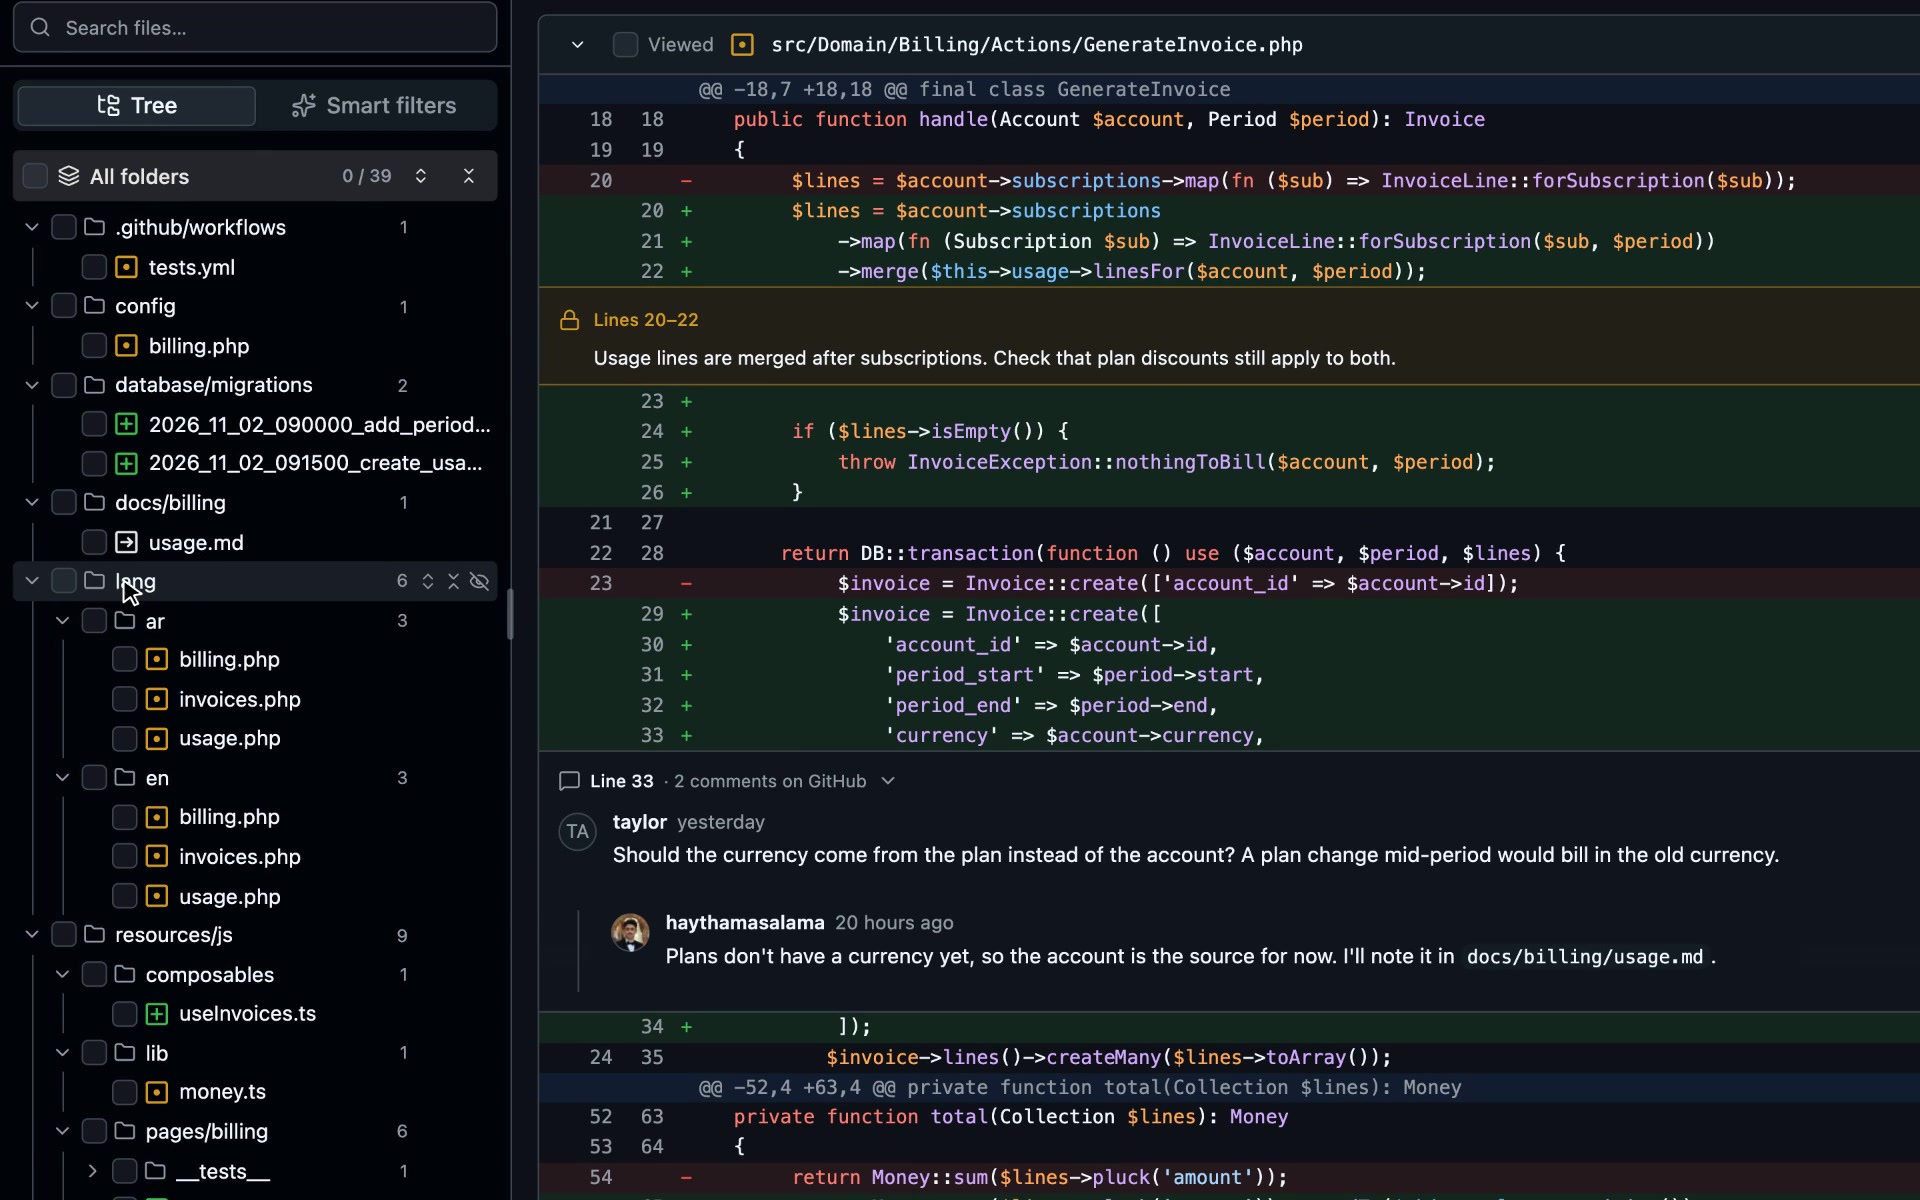 Search files...
Tree
Smart filters
All folders 0 / 39
.github/workflows 1
tests.yml
config 1
billing.php
database/migrations 2
2026_11_02_090000_add_period...
2026_11_02_091500_create_usa...
docs/billing 1
usage.md
lang 6
ar 3
billing.php
invoices.php
usage.php
en 3
billing.php
invoices.php
usage.php
resources/js 9
composables 1
useInvoices.ts
lib 1
money.ts
pages/billing 6
__tests__ 1
Viewed src/Domain/Billing/Actions/GenerateInvoice.php
@@ -18,7 +18,18 @@ final class GenerateInvoice
18 18 public function handle(Account $account, Period $period): Invoice
19 19 {
20 - $lines = $account->subscriptions->map(fn ($sub) => InvoiceLine::forSubscription($sub));
20 + $lines = $account->subscriptions
21 + ->map(fn (Subscription $sub) => InvoiceLine::forSubscription($sub, $period))
22 + ->merge($this->usage->linesFor($account, $period));
Lines 20–22
Usage lines are merged after subscriptions. Check that plan discounts still apply to both.
23 +
24 + if ($lines->isEmpty()) {
25 + throw InvoiceException::nothingToBill($account, $period);
26 + }
21 27
22 28 return DB::transaction(function () use ($account, $period, $lines) {
23 - $invoice = Invoice::create(['account_id' => $account->id]);
29 + $invoice = Invoice::create([
30 + 'account_id' => $account->id,
31 + 'period_start' => $period->start,
32 + 'period_end' => $period->end,
33 + 'currency' => $account->currency,
Line 33 · 2 comments on GitHub
TA taylor yesterday
Should the currency come from the plan instead of the account? A plan change mid-period would bill in the old currency.
haythamasalama 20 hours ago
Plans don't have a currency yet, so the account is the source for now. I'll note it in docs/billing/usage.md .
34 + ]);
24 35 $invoice->lines()->createMany($lines->toArray());
@@ -52,4 +63,4 @@ private function total(Collection $lines): Money
52 63 private function total(Collection $lines): Money
53 64 {
54 - return Money::sum($lines->pluck('amount'));